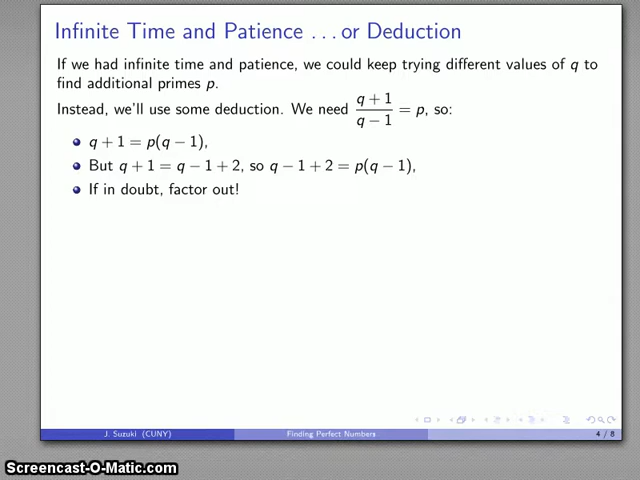 Infinite Time and Patience . . . or Deduction
If we had infinite time and patience, we could keep trying different values of q to
find additional primes p.
Instead, we'll use some deduction. We need (q + 1)/(q − 1) = p, so:
q + 1 = p(q − 1),
But q + 1 = q − 1 + 2, so q − 1 + 2 = p(q − 1),
If in doubt, factor out!
J. Suzuki (CUNY) Finding Perfect Numbers 4 / 8
Screencast-O-Matic.com